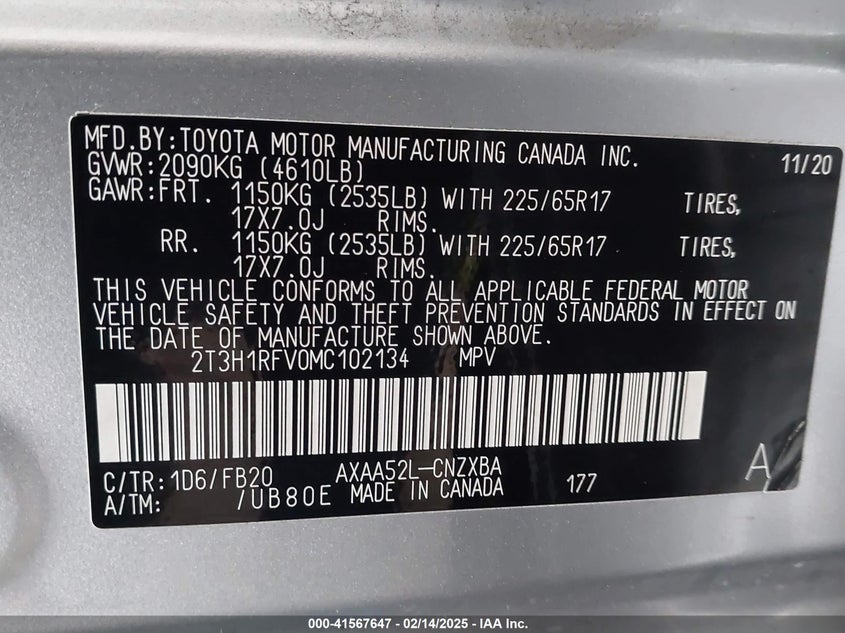 MFD.BY:TOYOTA MOTOR MANUFACTURING CANADA INC. 11/20
GVWR:2090KG (4610LB)
GAWR:FRT. 1150KG (2535LB) WITH 225/65R17 TIRES,
17X7.0J RIMS.
RR. 1150KG (2535LB) WITH 225/65R17 TIRES,
17X7.0J RIMS.
THIS VEHICLE CONFORMS TO ALL APPLICABLE FEDERAL MOTOR
VEHICLE SAFETY AND THEFT PREVENTION STANDARDS IN EFFECT ON
THE DATE OF MANUFACTURE SHOWN ABOVE.
2T3H1RFV0MC102134 MPV
C/TR:1D6/FB20 AXAA52L-CNZXBA 177 A
A/TM: /UB80E MADE IN CANADA
000-41567647 — 02/14/2025 — IAA Inc.